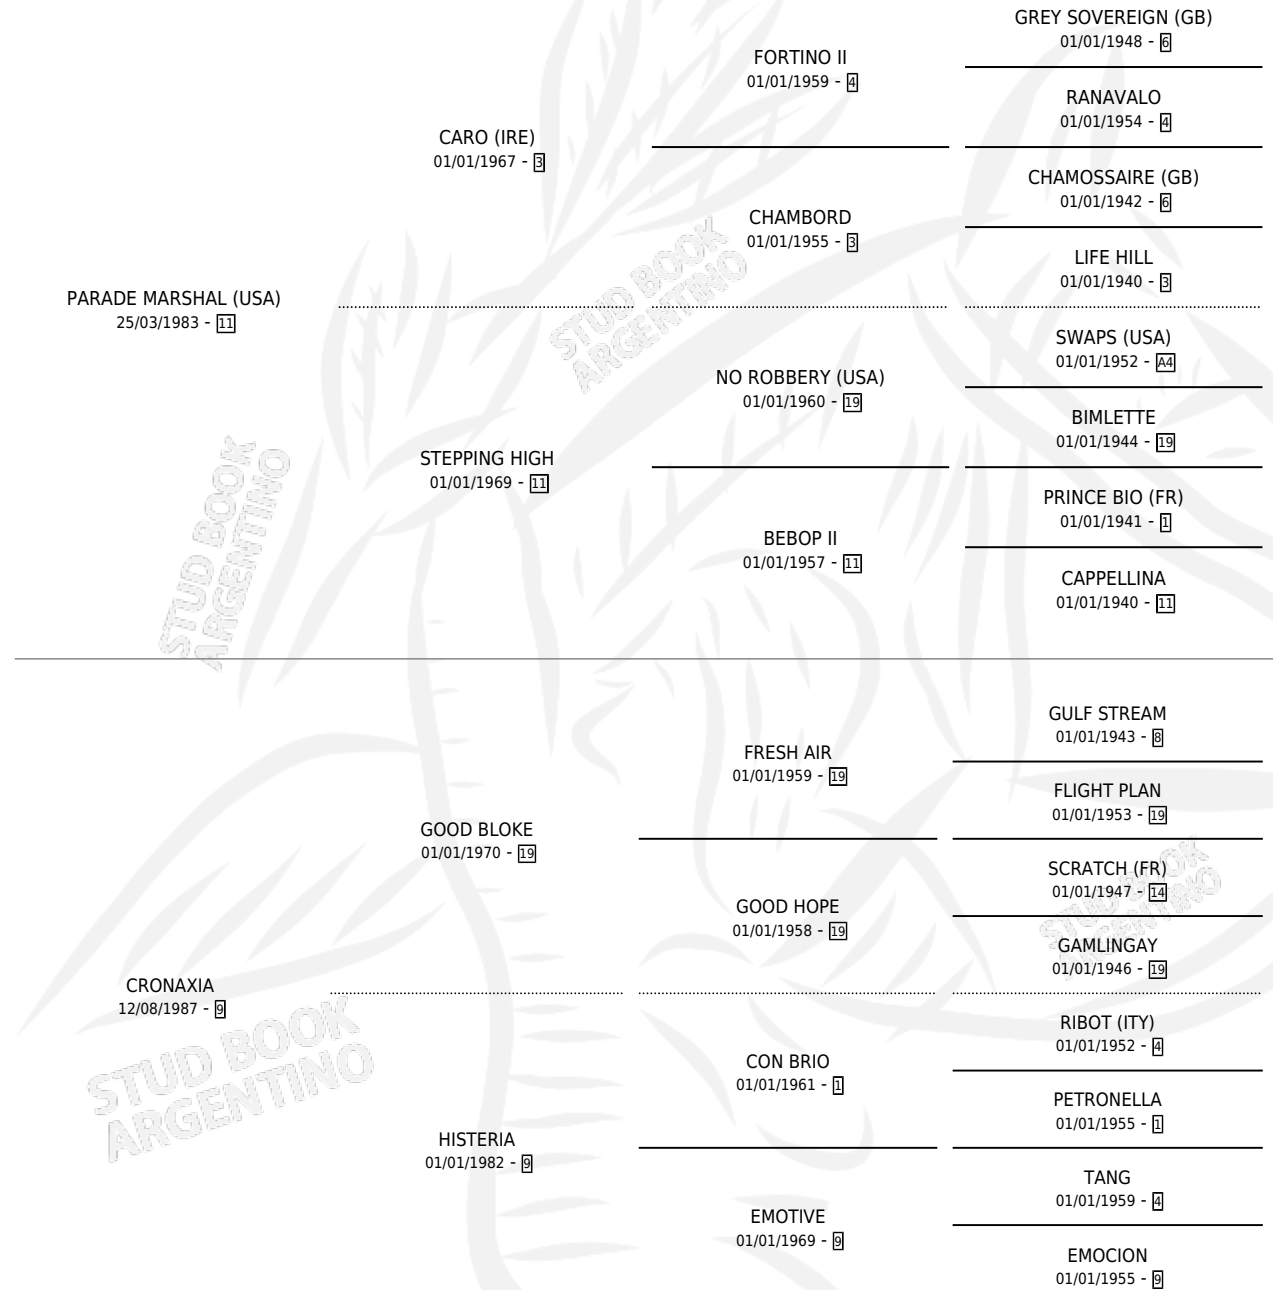 GREY SOVEREIGN (GB)
01/01/1948 - 6
FORTINO II
01/01/1959 - 4
RANAVALO
01/01/1954 - 4
CARO (IRE)
01/01/1967 - 3
CHAMOSSAIRE (GB)
01/01/1942 - 6
CHAMBORD
01/01/1955 - 3
LIFE HILL
01/01/1940 - 3
PARADE MARSHAL (USA)
25/03/1983 - 11
STUD BOOK
ARGENTINO
SWAPS (USA)
01/01/1952 - A4
NO ROBBERY (USA)
01/01/1960 - 19
BIMLETTE
01/01/1944 - 19
STEPPING HIGH
01/01/1969 - 11
PRINCE BIO (FR)
01/01/1941 - 1
BEBOP II
01/01/1957 - 11
CAPPELLINA
01/01/1940 - 11
STUD BOOK
ARGENTINO
GULF STREAM
01/01/1943 - 8
FRESH AIR
01/01/1959 - 19
FLIGHT PLAN
01/01/1953 - 19
GOOD BLOKE
01/01/1970 - 19
SCRATCH (FR)
01/01/1947 - 14
GOOD HOPE
01/01/1958 - 19
GAMLINGAY
01/01/1946 - 19
STUD BOOK
ARGENTINO
CRONAXIA
12/08/1987 - 9
RIBOT (ITY)
01/01/1952 - 4
CON BRIO
01/01/1961 - 1
PETRONELLA
01/01/1955 - 1
STUD BOOK
ARGENTINO
HISTERIA
01/01/1982 - 9
TANG
01/01/1959 - 4
EMOTIVE
01/01/1969 - 9
EMOCION
01/01/1955 - 9